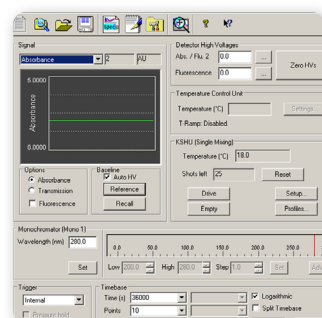 Signal
Absorbance 2 AU
5.0000
Absorbance
0.0000
Options
Absorbance
Transmission
Fluorescence
Baseline
Auto HV
Reference
Recall
Detector High Voltages
Abs. / Flu. 2 0.0 ...
Fluorescence 0.0 ...
Zero HVs
Temperature Control Unit
Temperature (°C) Settings...
T-Ramp: Disabled.
KSHU (Single Mixing)
Temperature (°C) 18.0
Shots left 25 Reset
Drive Setup...
Empty Profiles...
Monochromator (Mono 1)
Wavelength (nm) 280.0
Set
0.0 50.0 100.0 150.0 200.0 250.0
Low 200.0 High 280.0 Step 1.0 Set
Trigger
Internal
Pressure hold
Timebase
Time (s) 36000
Points 10
Logarithmic
Split Timebase